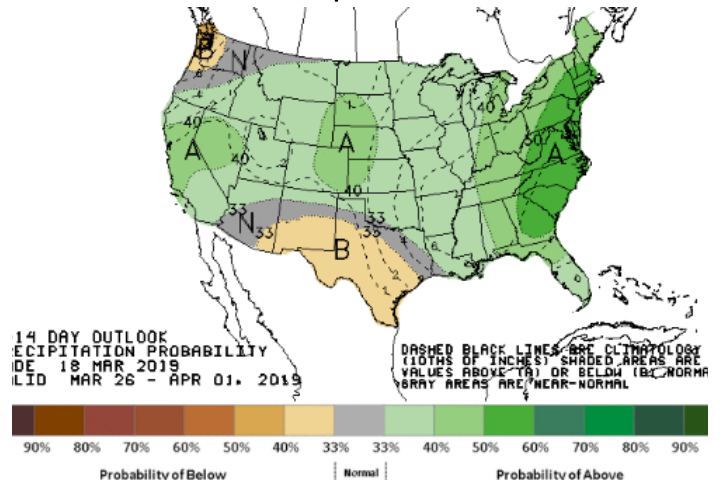 B
N
A
A
A
N
B
40
40
40
40
50
33
33
33
33
14 DAY OUTLOOK
ECIPITATION PROBABILITY
DE 18 MAR 2019
LID MAR 26 - APR 01, 2019
DASHED BLACK LINES ARE CLIMATOLOGY
(10THS OF INCHES) SHADED AREAS ARE
VALUES ABOVE (A) OR BELOW (B) NORMA
GRAY AREAS ARE NEAR-NORMAL
90% 80% 70% 60% 50% 40% 33% 33% 40% 50% 60% 70% 80% 90%
Probability of Below Normal Probability of Above